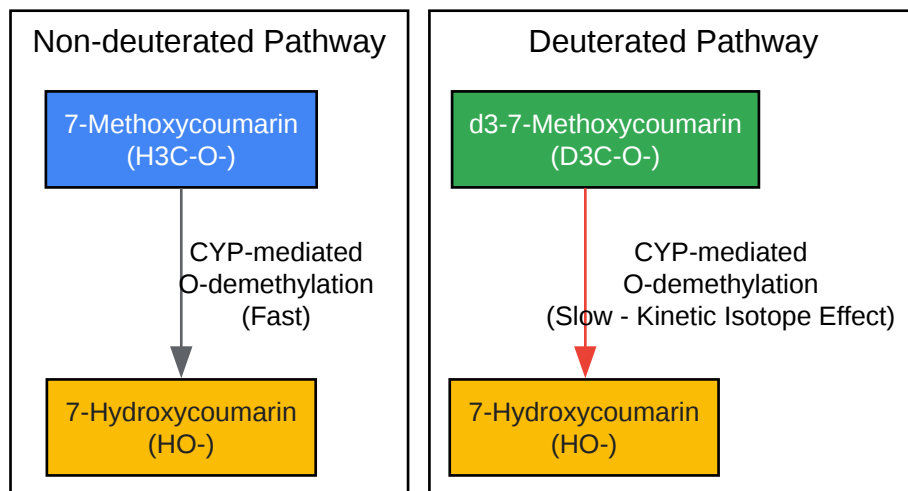 Non-deuterated Pathway
7-Methoxycoumarin
(H3C-O-)
CYP-mediated
O-demethylation
(Fast)
7-Hydroxycoumarin
(HO-)
Deuterated Pathway
d3-7-Methoxycoumarin
(D3C-O-)
CYP-mediated
O-demethylation
(Slow - Kinetic Isotope Effect)
7-Hydroxycoumarin
(HO-)